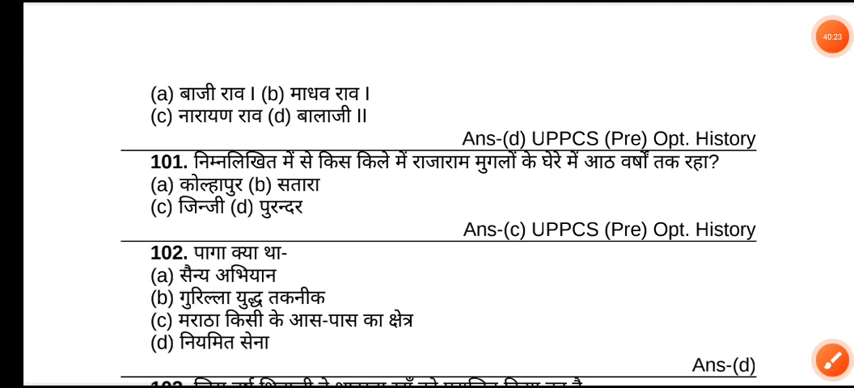 40:23
(a) बाजी राव I (b) माधव राव I
(c) नारायण राव (d) बालाजी II
Ans-(d) UPPCS (Pre) Opt. History
101. निम्नलिखित में से किस किले में राजाराम मुगलों के घेरे में आठ वर्षों तक रहा?
(a) कोल्हापुर (b) सतारा
(c) जिन्जी (d) पुरन्दर
Ans-(c) UPPCS (Pre) Opt. History
102. पागा क्या था-
(a) सैन्य अभियान
(b) गुरिल्ला युद्ध तकनीक
(c) मराठा किसी के आस-पास का क्षेत्र
(d) नियमित सेना
Ans-(d)